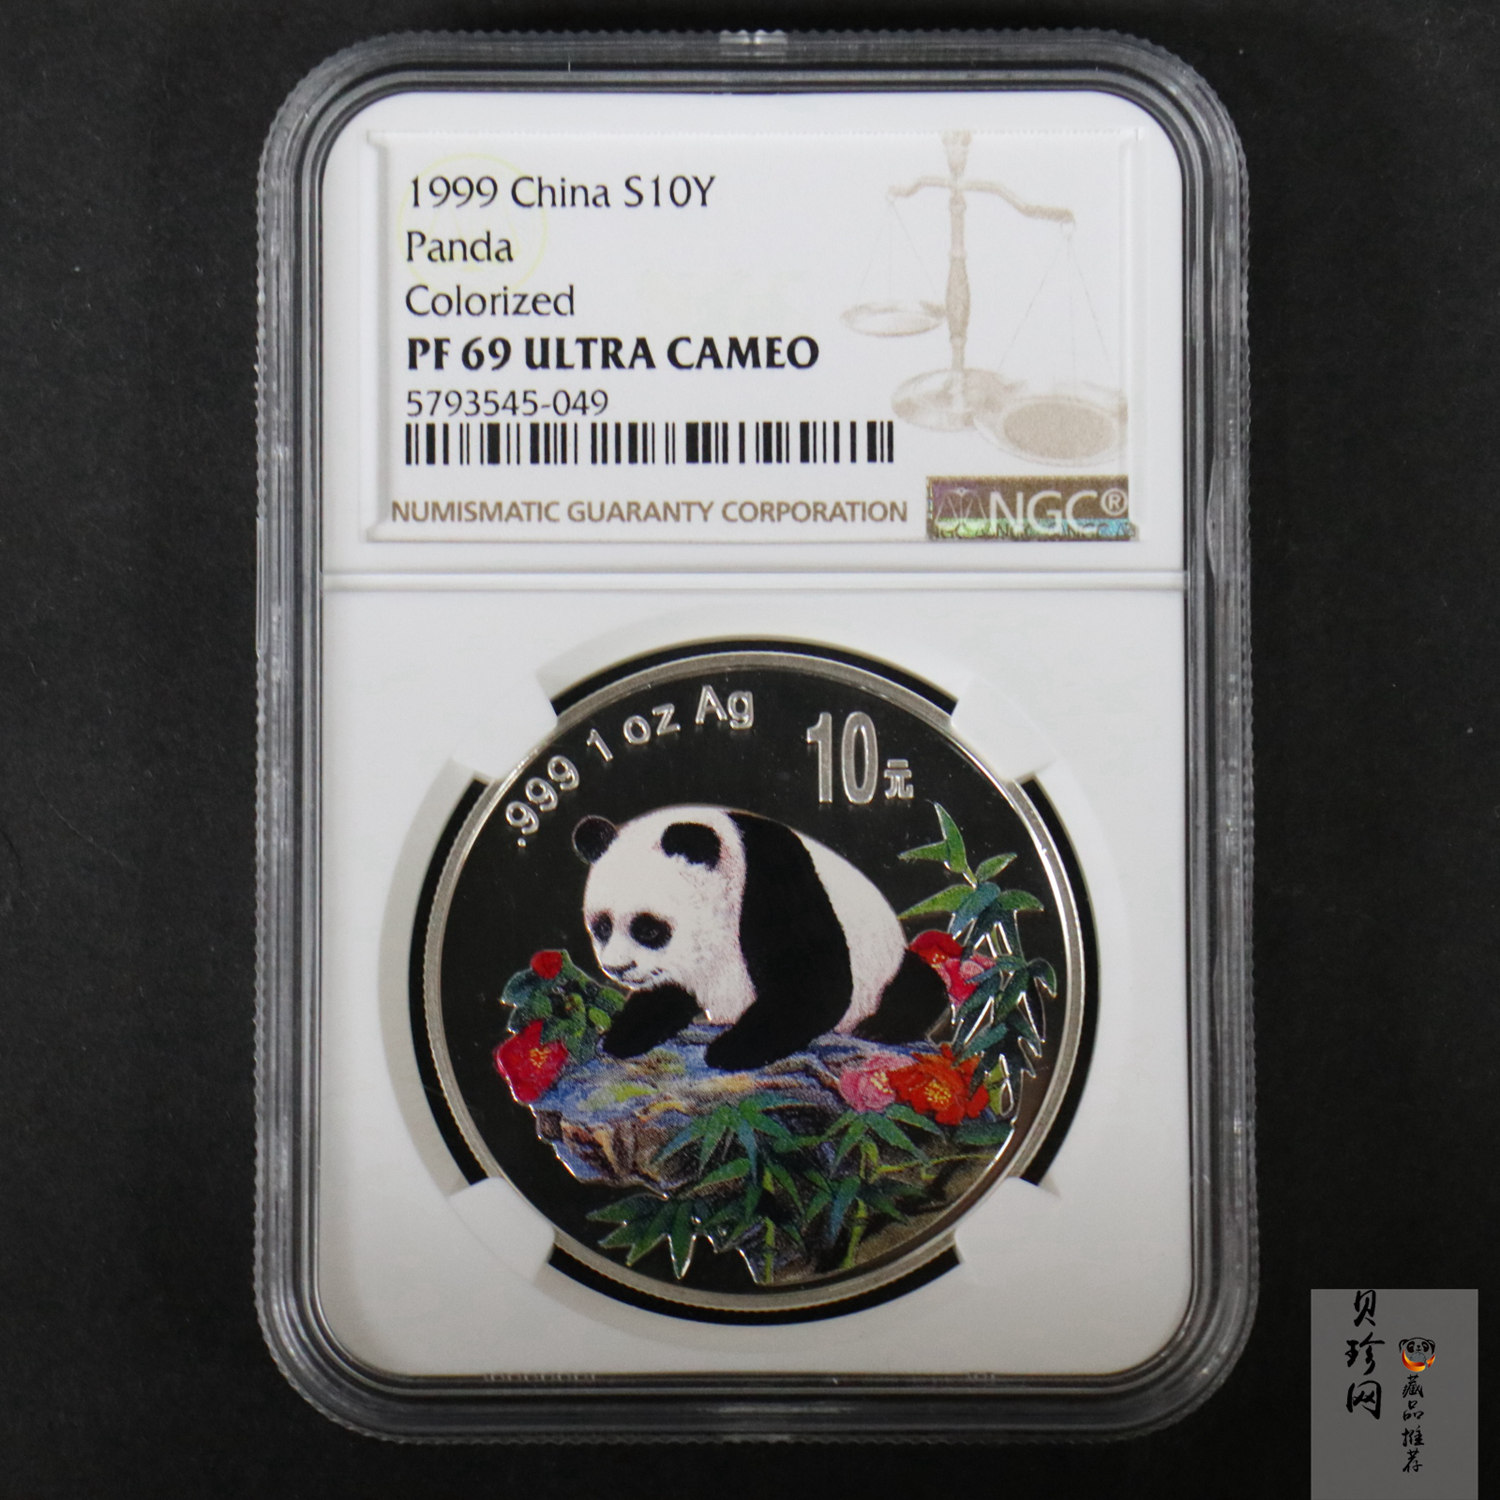 1999 China S10Y
Panda
Colorized
PF 69 ULTRA CAMEO
5793545-049
NUMISMATIC GUARANTY CORPORATION
NGC®
.999 1 oz Ag
10元
贝珍网
藏品推荐